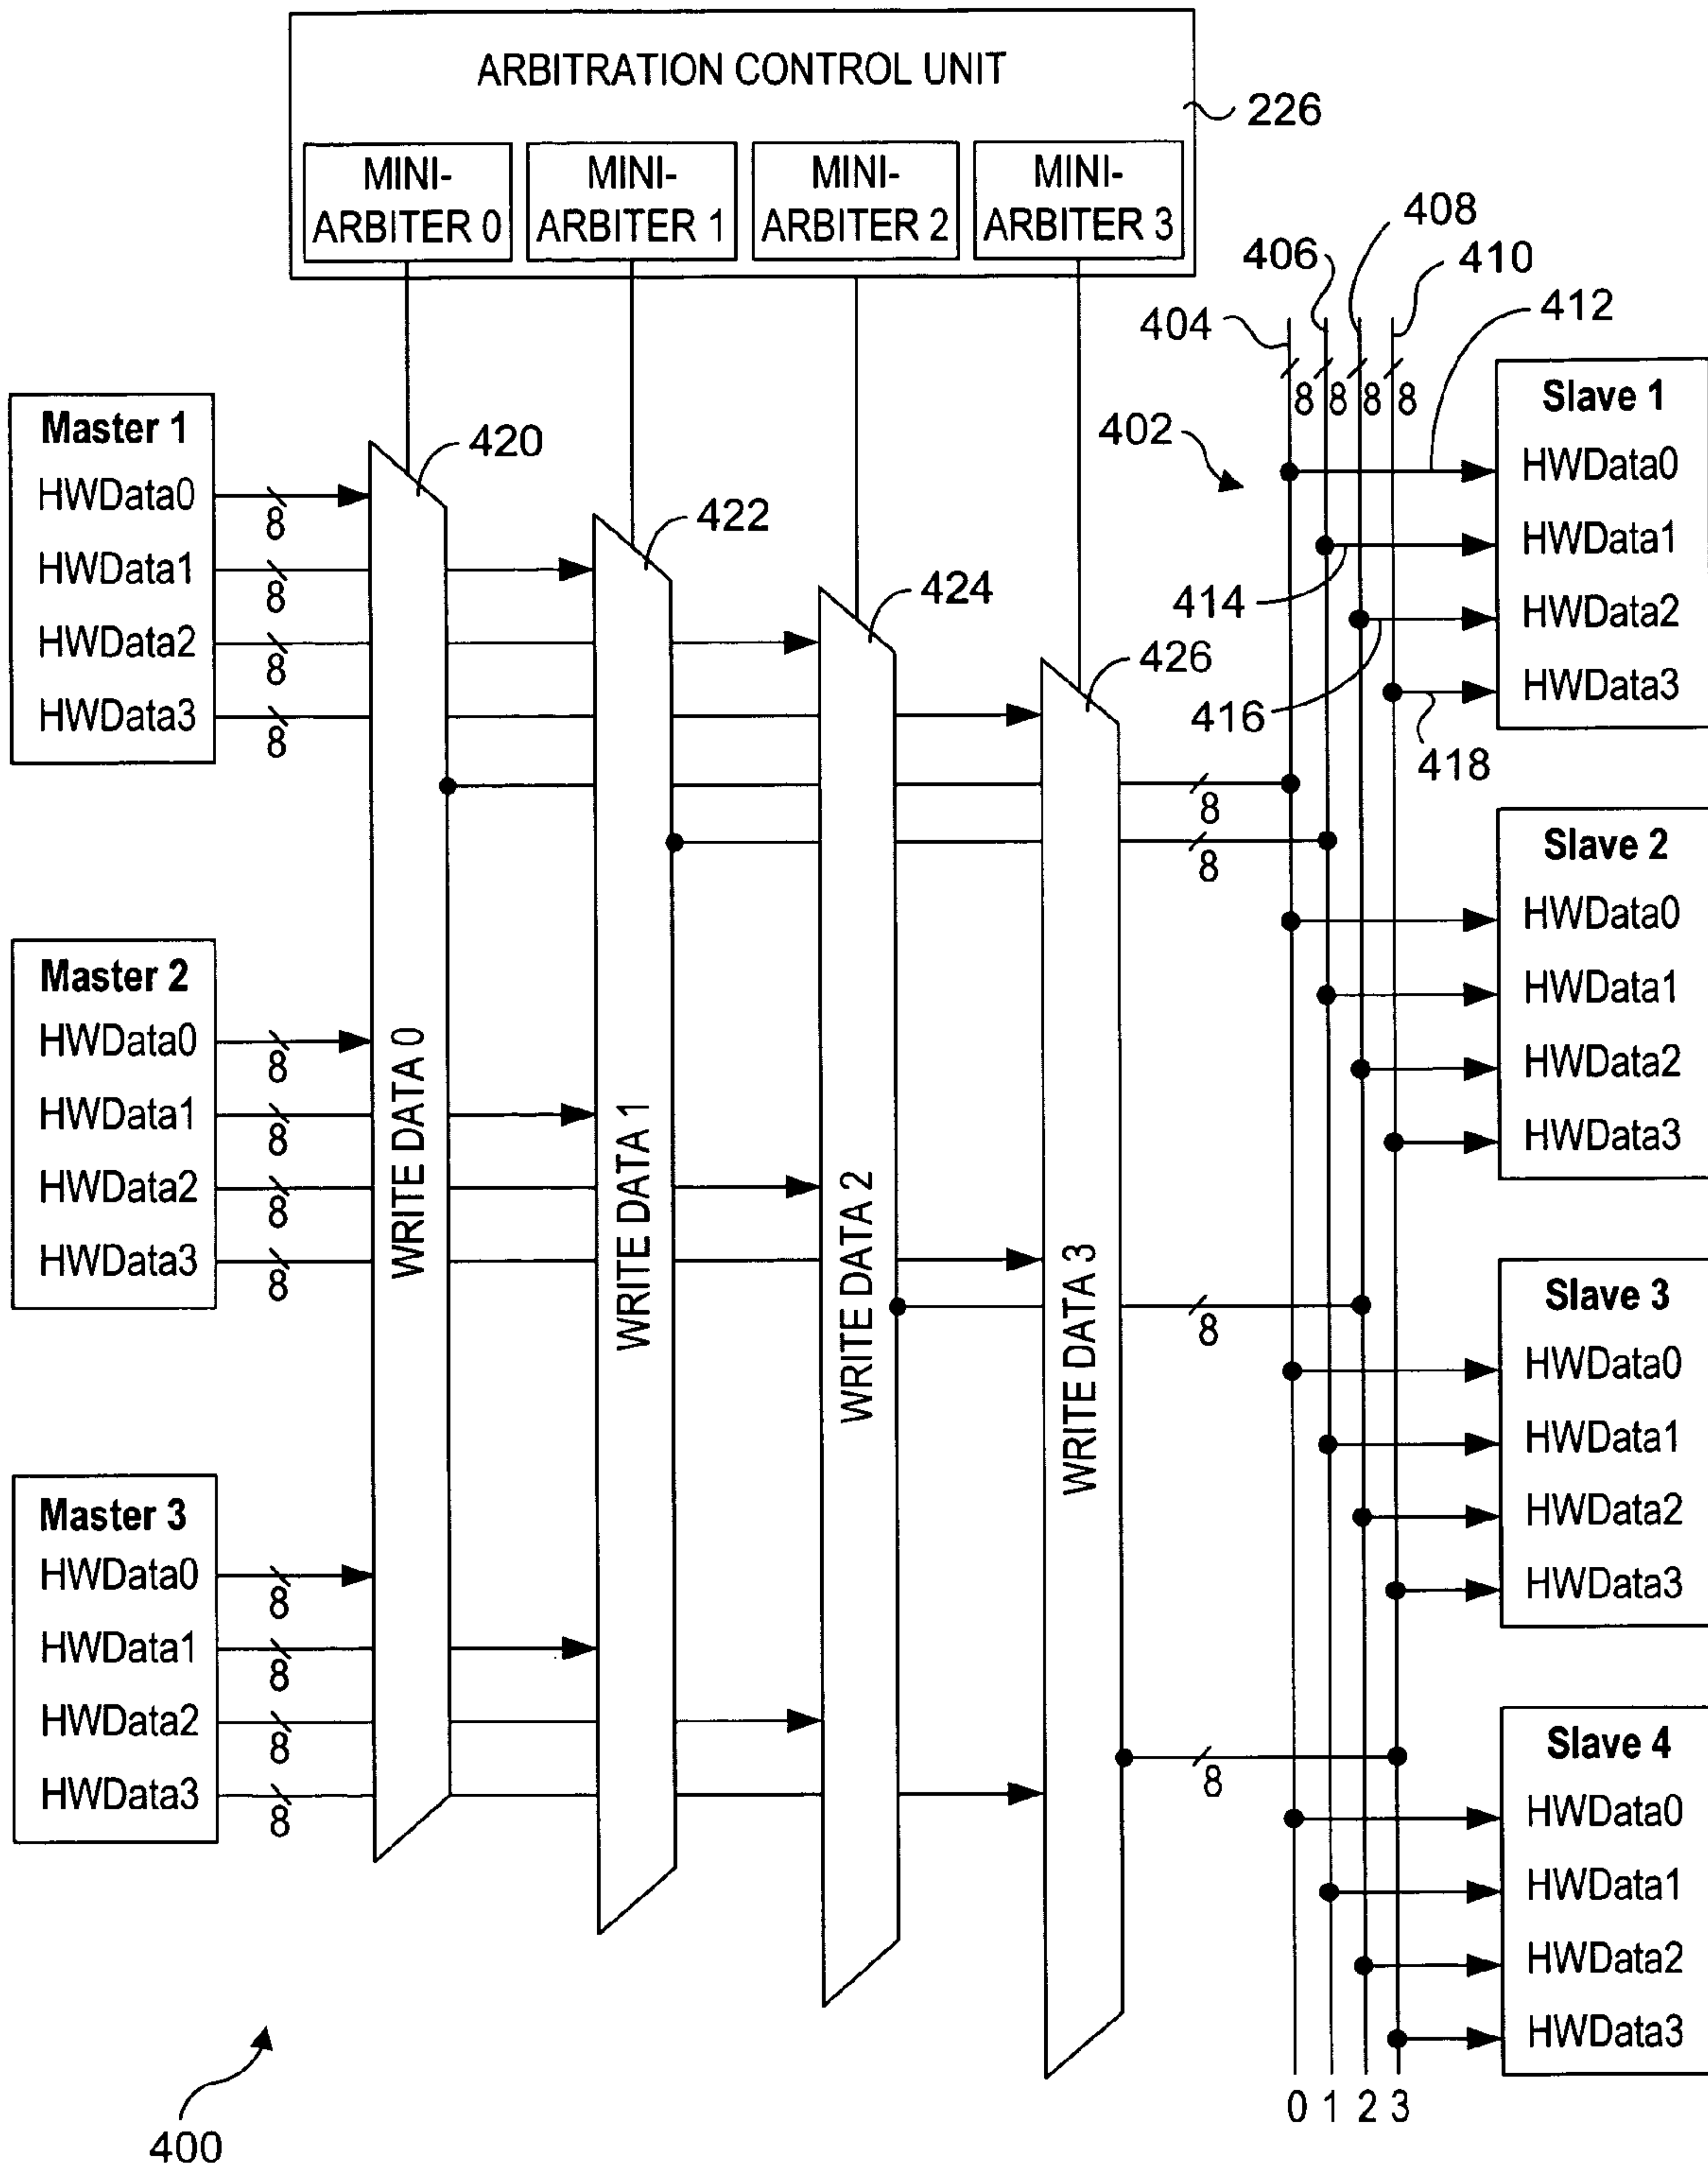 ARBITRATION CONTROL UNIT
226
MINI-
ARBITER 0
MINI-
ARBITER 1
MINI-
ARBITER 2
MINI-
ARBITER 3
408
406
410
404
412
8 8 8 8
402
414
416
418
420
422
424
426
Master 1
HWData0
8
HWData1
8
HWData2
8
HWData3
8
8
8
Master 2
HWData0
8
HWData1
8
HWData2
8
HWData3
8
8
Master 3
HWData0
8
HWData1
8
HWData2
8
HWData3
8
8
WRITE DATA 0
WRITE DATA 1
WRITE DATA 2
WRITE DATA 3
Slave 1
HWData0
HWData1
HWData2
HWData3
Slave 2
HWData0
HWData1
HWData2
HWData3
Slave 3
HWData0
HWData1
HWData2
HWData3
Slave 4
HWData0
HWData1
HWData2
HWData3
0 1 2 3
400